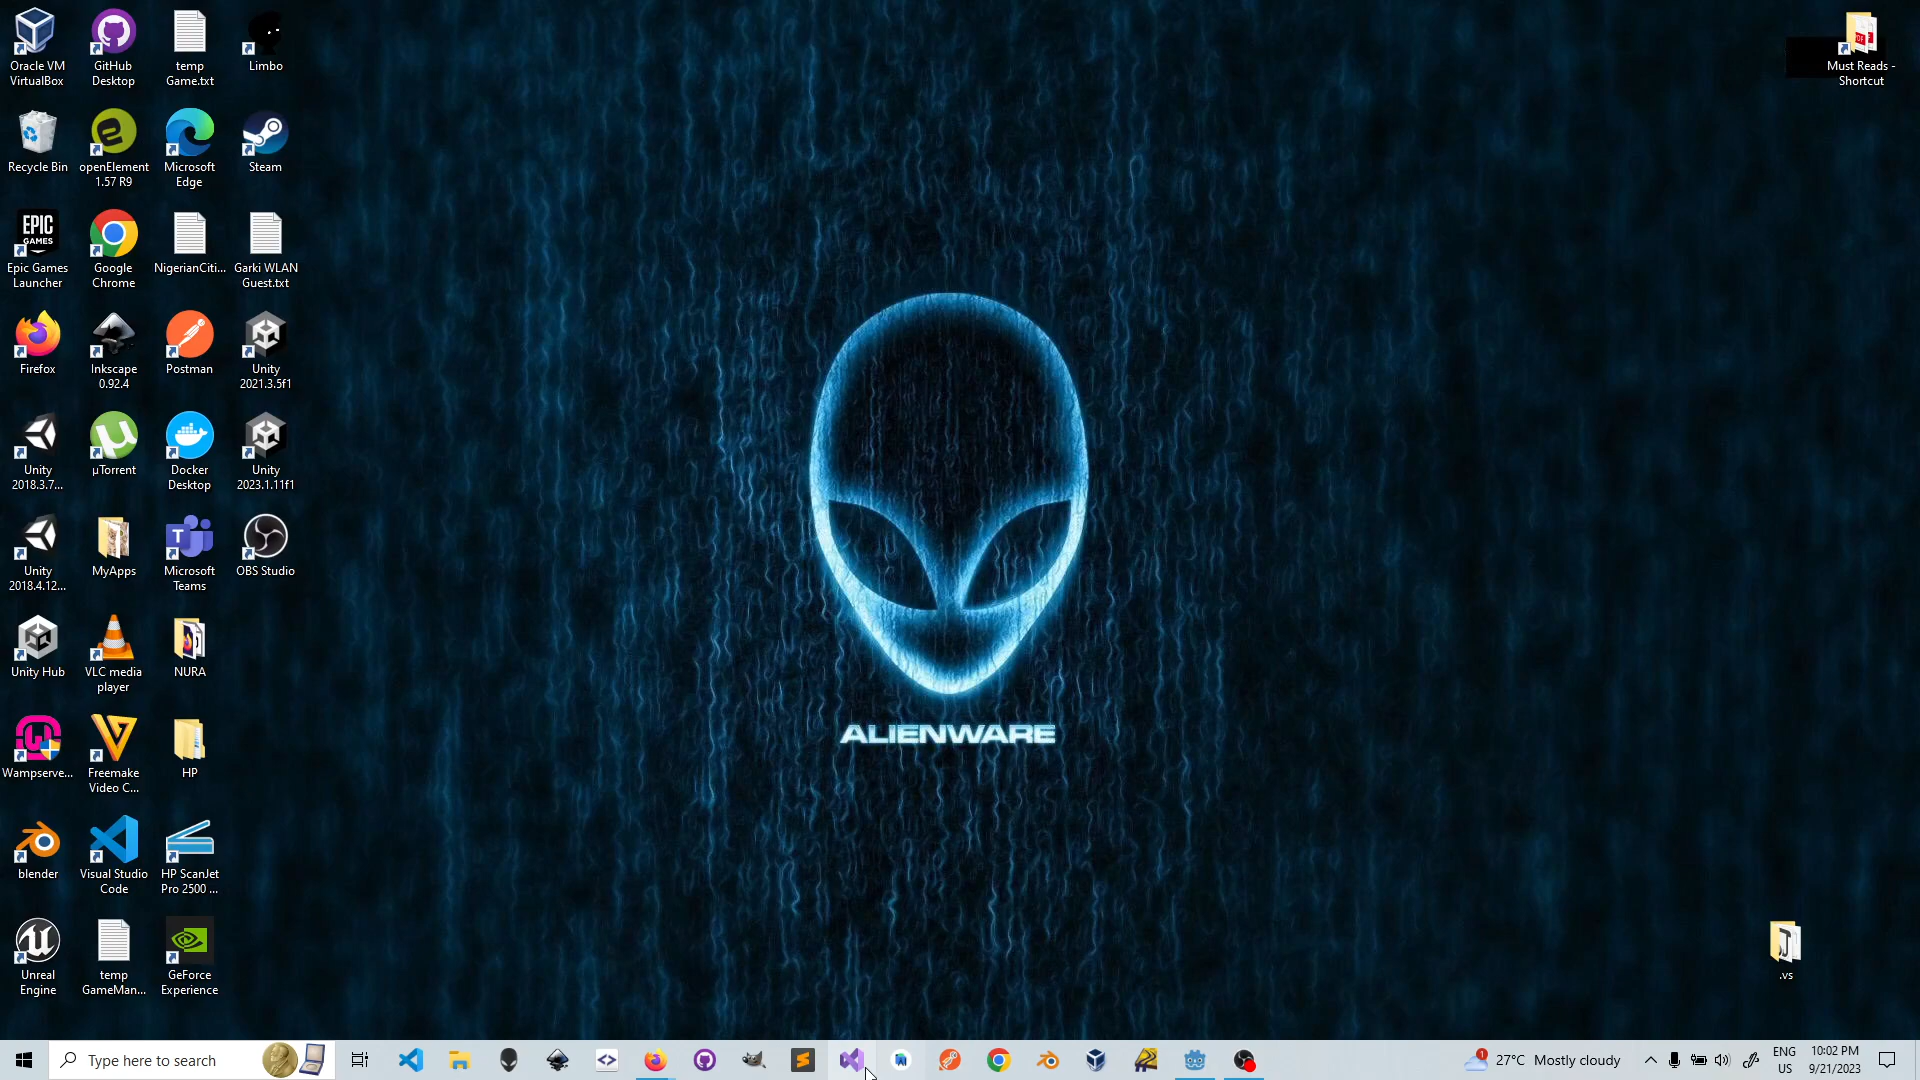 Oracle VM
VirtualBox
GitHub
Desktop
temp
Game.txt
Limbo
Must Reads -
Shortcut
Recycle Bin
openElement
1.57 R9
Microsoft
Edge
Steam
EPIC
GAMES
Epic Games
Launcher
Google
Chrome
NigerianCiti...
Garki WLAN
Guest.txt
Firefox
Inkscape
0.92.4
Postman
Unity
2021.3.5f1
Unity
2018.3.7...
µTorrent
Docker
Desktop
Unity
2023.1.11f1
Unity
2018.4.12...
MyApps
Microsoft
Teams
OBS Studio
Unity Hub
VLC media
player
NURA
Wampserve...
Freemake
Video C...
HP
ALIENWARE
blender
Visual Studio
Code
HP ScanJet
Pro 2500 ...
Unreal
Engine
temp
GameMan...
GeForce
Experience
.vs
Type here to search
1
27°C Mostly cloudy
ENG
US
10:02 PM
9/21/2023